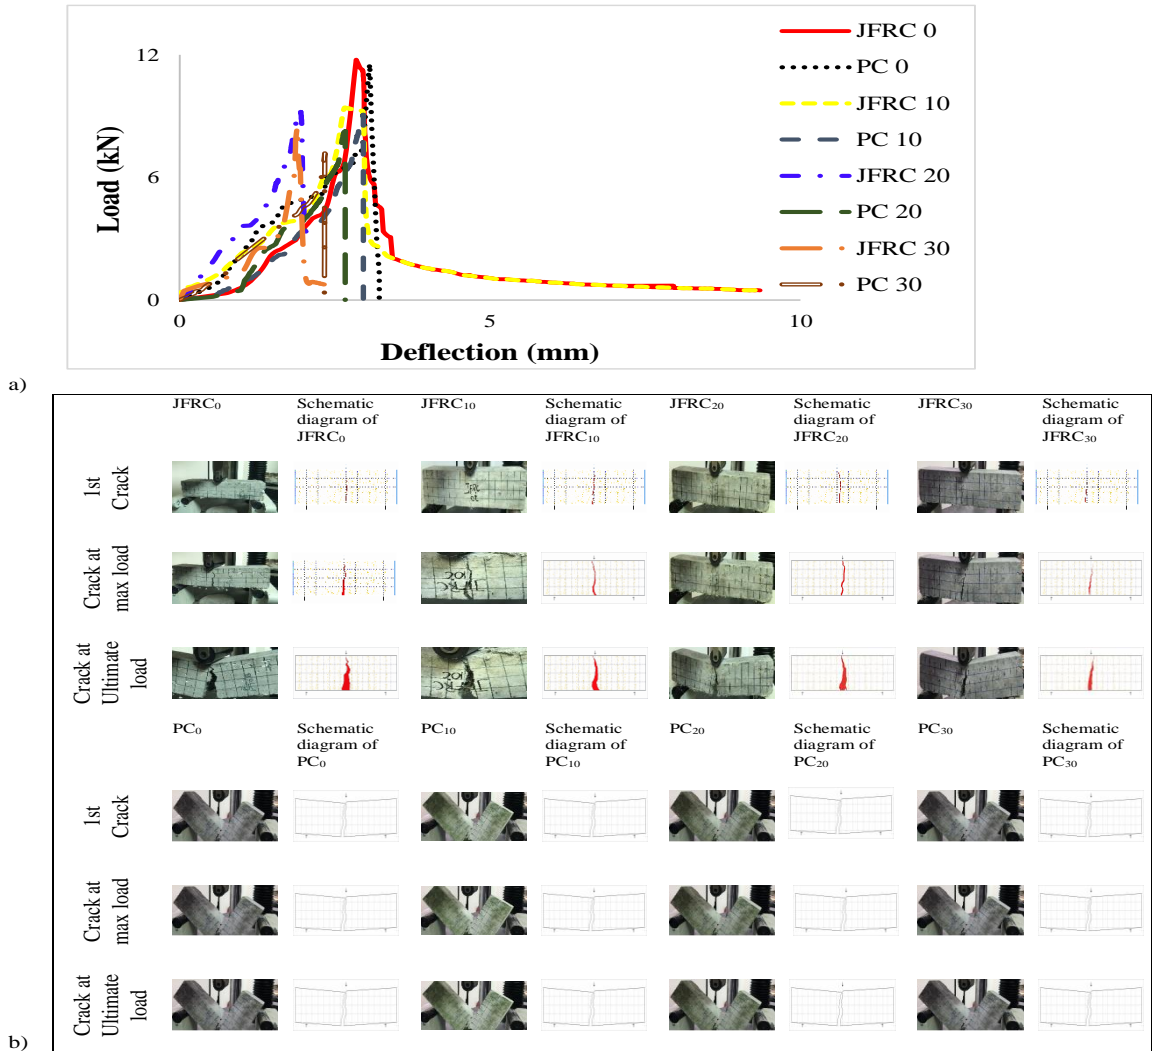 12
6
0
0
5
10
Load (kN)
Deflection (mm)
JFRC 0
PC 0
JFRC 10
PC 10
JFRC 20
PC 20
JFRC 30
PC 30
a)
JFRC₀
Schematic
diagram of
JFRC₀
JFRC₁₀
Schematic
diagram of
JFRC₁₀
JFRC₂₀
Schematic
diagram of
JFRC₂₀
JFRC₃₀
Schematic
diagram of
JFRC₃₀
1st
Crack
Crack at
max load
Crack at
Ultimate
load
PC₀
Schematic
diagram of
PC₀
PC₁₀
Schematic
diagram of
PC₁₀
PC₂₀
Schematic
diagram of
PC₂₀
PC₃₀
Schematic
diagram of
PC₃₀
1st
Crack
Crack at
max load
Crack at
Ultimate
load
b)